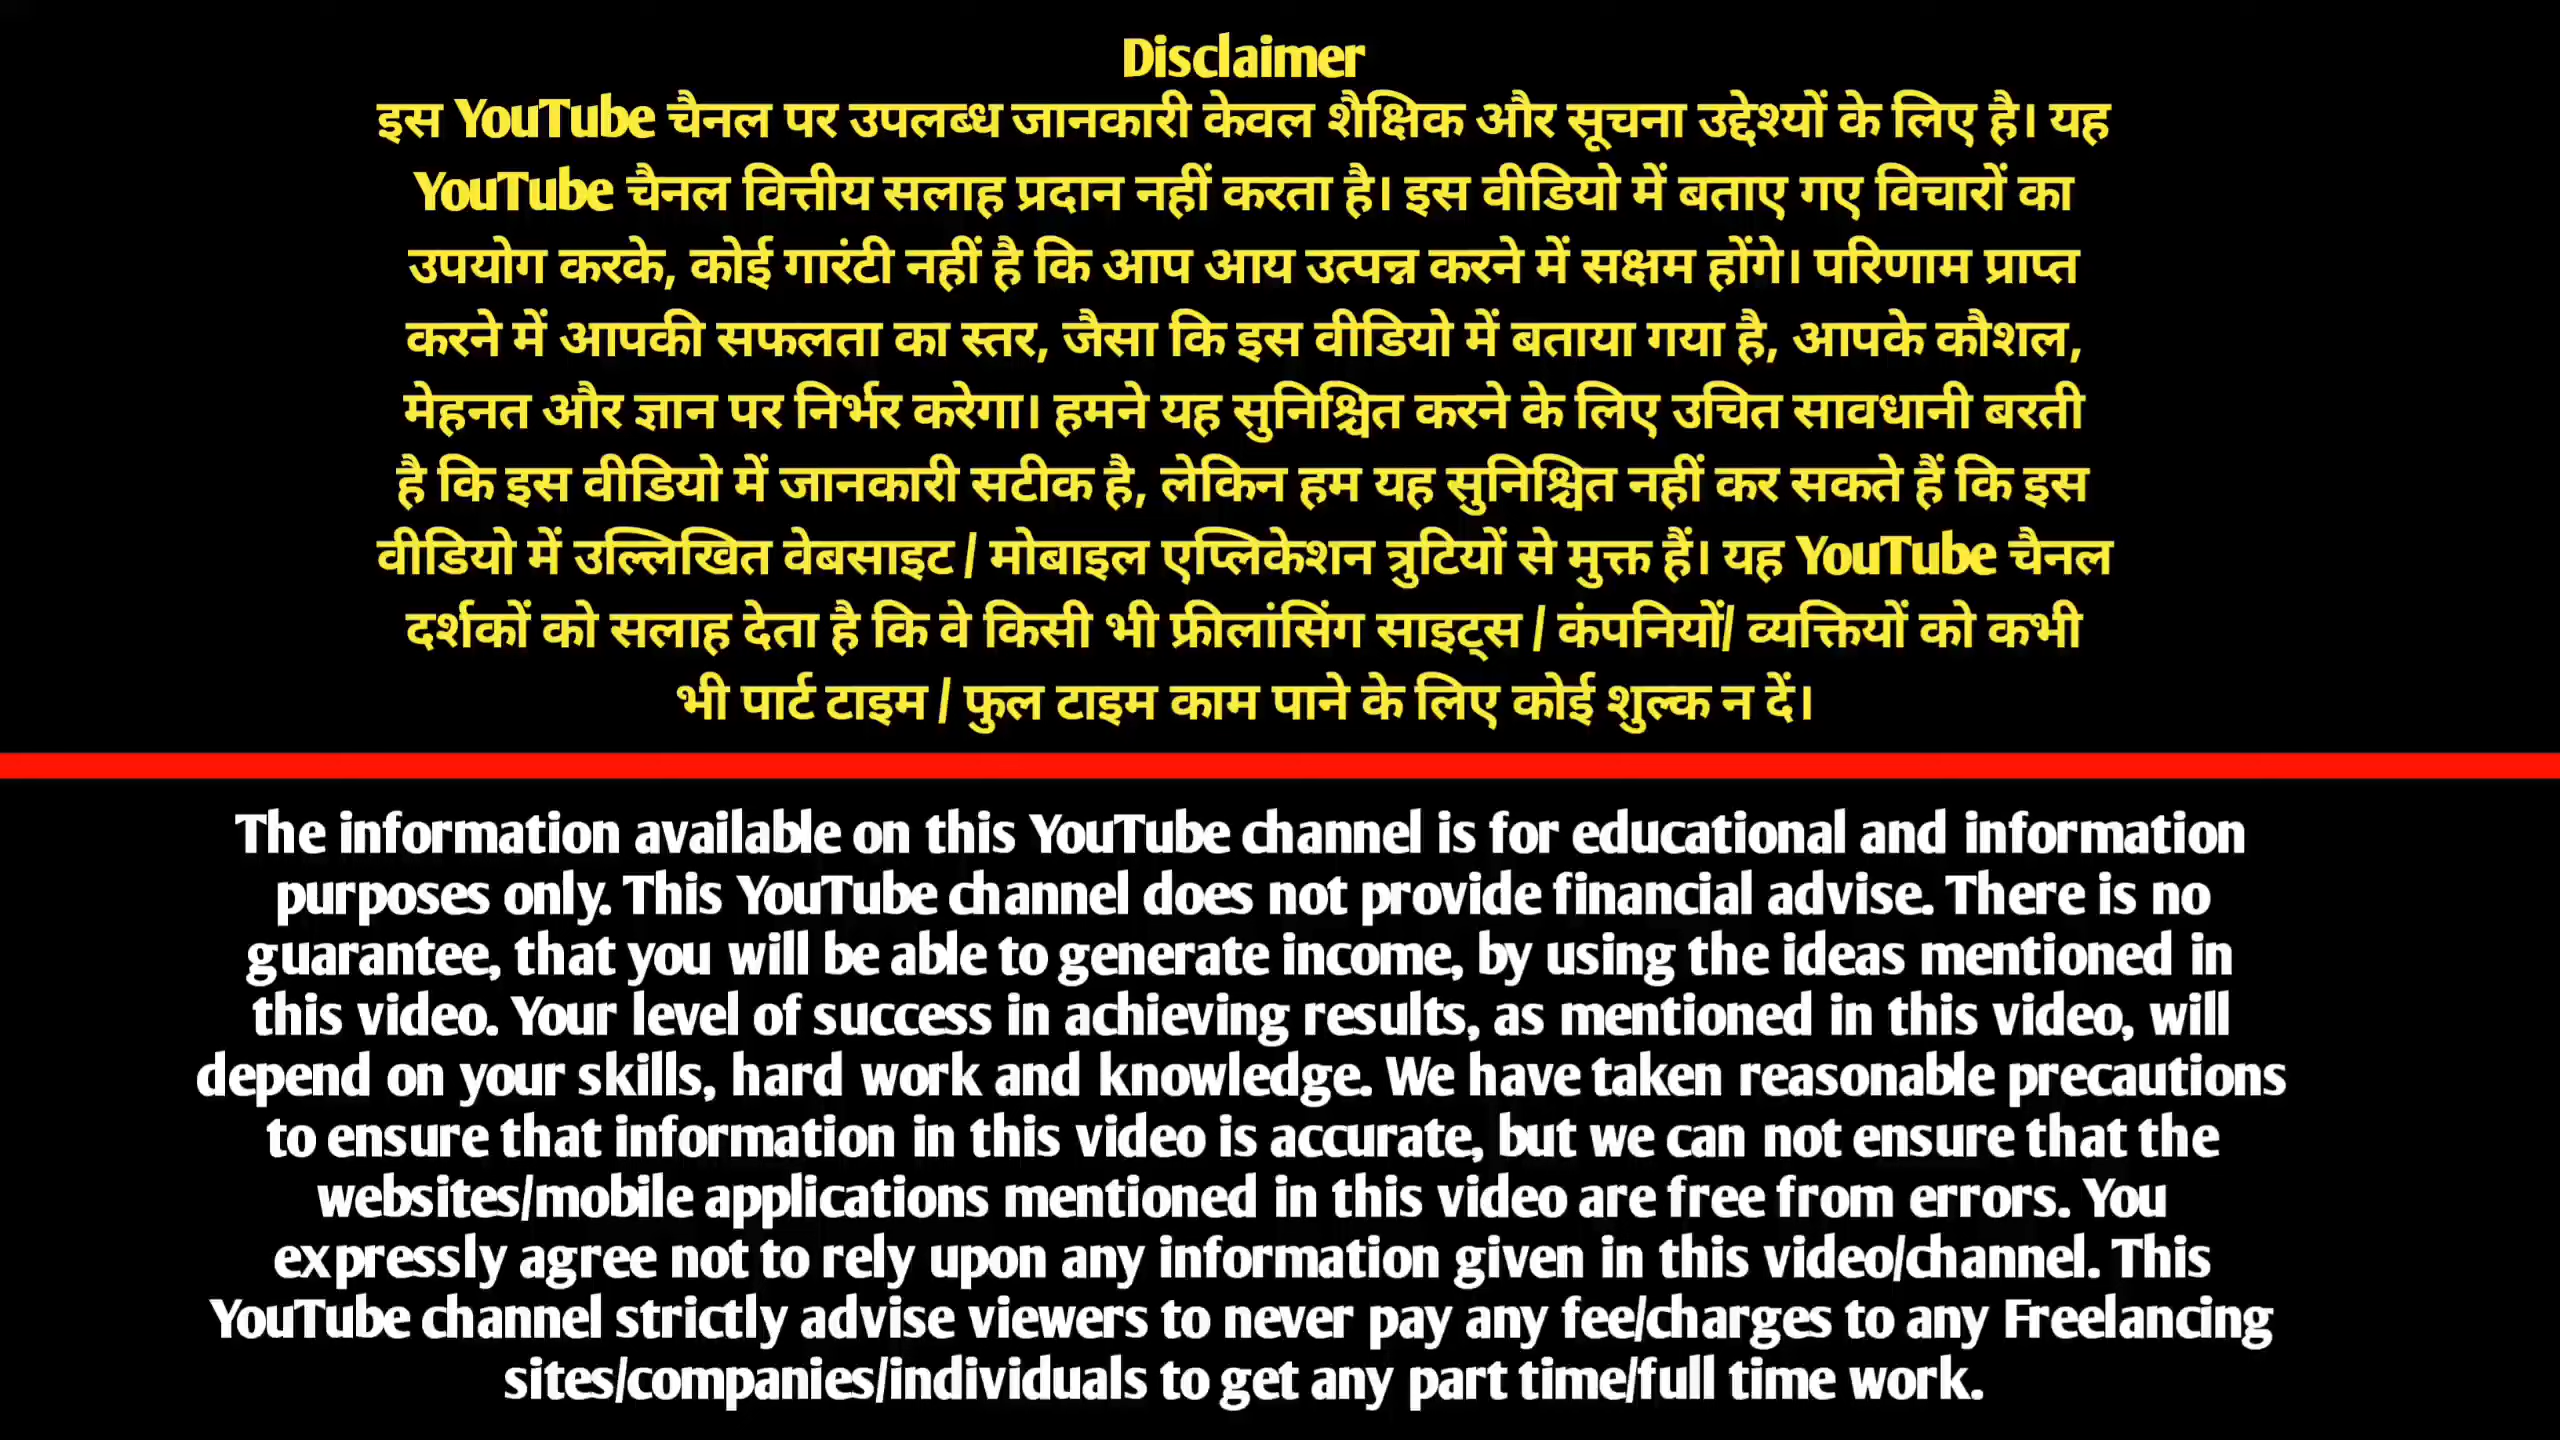 Disclaimer
इस YouTube चैनल पर उपलब्ध जानकारी केवल शैक्षिक और सूचना उद्देश्यों के लिए है। यह
YouTube चैनल वित्तीय सलाह प्रदान नहीं करता है। इस वीडियो में बताए गए विचारों का
उपयोग करके, कोई गारंटी नहीं है कि आप आय उत्पन्न करने में सक्षम होंगे। परिणाम प्राप्त
करने में आपकी सफलता का स्तर, जैसा कि इस वीडियो में बताया गया है, आपके कौशल,
मेहनत और ज्ञान पर निर्भर करेगा। हमने यह सुनिश्चित करने के लिए उचित सावधानी बरती
है कि इस वीडियो में जानकारी सटीक है, लेकिन हम यह सुनिश्चित नहीं कर सकते हैं कि इस
वीडियो में उल्लिखित वेबसाइट / मोबाइल एप्लिकेशन त्रुटियों से मुक्त हैं। यह YouTube चैनल
दर्शकों को सलाह देता है कि वे किसी भी फ्रीलांसिंग साइट्स / कंपनियों/ व्यक्तियों को कभी
भी पार्ट टाइम / फुल टाइम काम पाने के लिए कोई शुल्क न दें।
The information available on this YouTube channel is for educational and information
purposes only. This YouTube channel does not provide financial advise. There is no
guarantee, that you will be able to generate income, by using the ideas mentioned in
this video. Your level of success in achieving results, as mentioned in this video, will
depend on your skills, hard work and knowledge. We have taken reasonable precautions
to ensure that information in this video is accurate, but we can not ensure that the
websites/mobile applications mentioned in this video are free from errors. You
expressly agree not to rely upon any information given in this video/channel. This
YouTube channel strictly advise viewers to never pay any fee/charges to any Freelancing
sites/companies/individuals to get any part time/full time work.